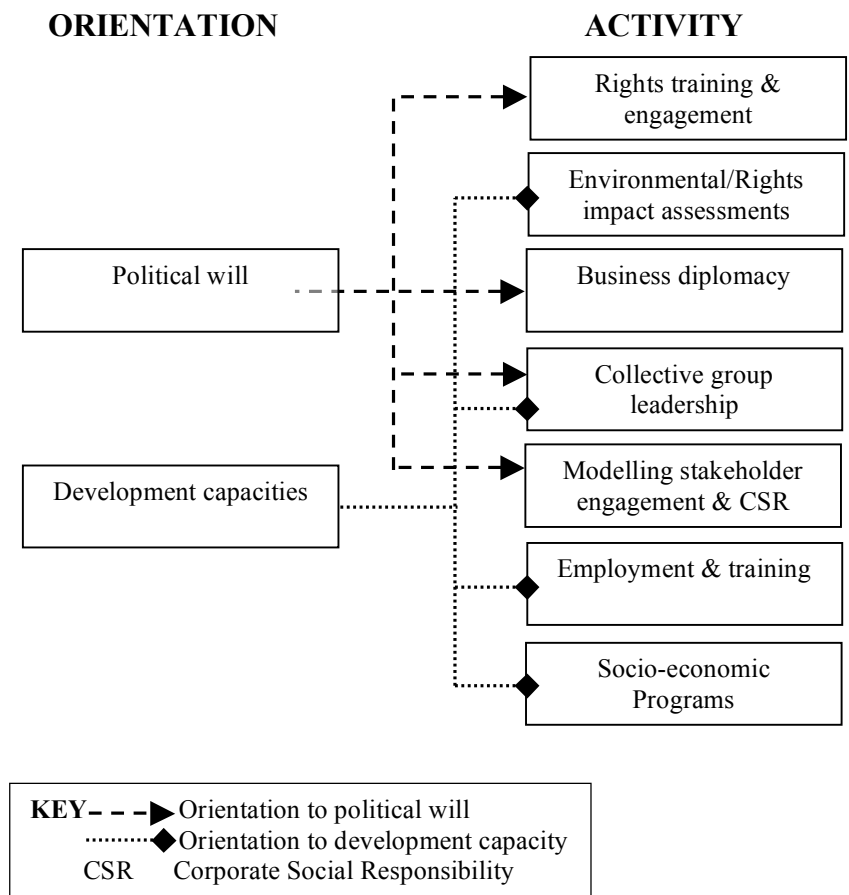 ORIENTATION
ACTIVITY
Rights training &
engagement
Environmental/Rights
impact assessments
Political will
Business diplomacy
Collective group
leadership
Development capacities
Modelling stakeholder
engagement & CSR
Employment & training
Socio-economic
Programs
KEY Orientation to political will
Orientation to development capacity
CSR Corporate Social Responsibility